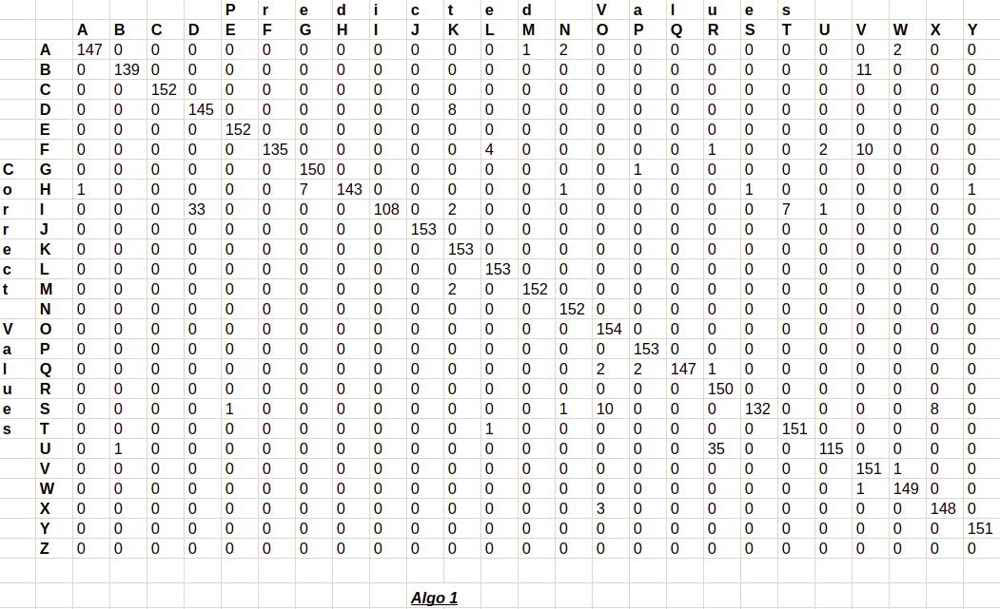 P r e d i c t e d V a l u e s
A B C D E F G H I J K L M N O P Q R S T U V W X Y
A 147 0 0 0 0 0 0 0 0 0 0 0 1 2 0 0 0 0 0 0 0 0 2 0 0
B 0 139 0 0 0 0 0 0 0 0 0 0 0 0 0 0 0 0 0 0 0 11 0 0 0
C 0 0 152 0 0 0 0 0 0 0 0 0 0 0 0 0 0 0 0 0 0 0 0 0 0
D 0 0 0 145 0 0 0 0 0 0 8 0 0 0 0 0 0 0 0 0 0 0 0 0 0
E 0 0 0 0 152 0 0 0 0 0 0 0 0 0 0 0 0 0 0 0 0 0 0 0 0
F 0 0 0 0 0 135 0 0 0 0 0 4 0 0 0 0 0 1 0 0 2 10 0 0 0
C G 0 0 0 0 0 0 150 0 0 0 0 0 0 0 0 1 0 0 0 0 0 0 0 0 0
o H 1 0 0 0 0 0 7 143 0 0 0 0 0 1 0 0 0 0 1 0 0 0 0 0 1
r I 0 0 0 33 0 0 0 0 108 0 2 0 0 0 0 0 0 0 0 7 1 0 0 0 0
r J 0 0 0 0 0 0 0 0 0 153 0 0 0 0 0 0 0 0 0 0 0 0 0 0 0
e K 0 0 0 0 0 0 0 0 0 0 153 0 0 0 0 0 0 0 0 0 0 0 0 0 0
c L 0 0 0 0 0 0 0 0 0 0 0 153 0 0 0 0 0 0 0 0 0 0 0 0 0
t M 0 0 0 0 0 0 0 0 0 0 2 0 152 0 0 0 0 0 0 0 0 0 0 0 0
N 0 0 0 0 0 0 0 0 0 0 0 0 0 152 0 0 0 0 0 0 0 0 0 0 0
V O 0 0 0 0 0 0 0 0 0 0 0 0 0 0 154 0 0 0 0 0 0 0 0 0 0
a P 0 0 0 0 0 0 0 0 0 0 0 0 0 0 0 153 0 0 0 0 0 0 0 0 0
l Q 0 0 0 0 0 0 0 0 0 0 0 0 0 0 2 2 147 1 0 0 0 0 0 0 0
u R 0 0 0 0 0 0 0 0 0 0 0 0 0 0 0 0 0 150 0 0 0 0 0 0 0
e S 0 0 0 0 1 0 0 0 0 0 0 0 0 1 10 0 0 0 132 0 0 0 0 8 0
s T 0 0 0 0 0 0 0 0 0 0 0 1 0 0 0 0 0 0 0 151 0 0 0 0 0
U 0 1 0 0 0 0 0 0 0 0 0 0 0 0 0 0 0 35 0 0 115 0 0 0 0
V 0 0 0 0 0 0 0 0 0 0 0 0 0 0 0 0 0 0 0 0 0 151 1 0 0
W 0 0 0 0 0 0 0 0 0 0 0 0 0 0 0 0 0 0 0 0 0 1 149 0 0
X 0 0 0 0 0 0 0 0 0 0 0 0 0 0 3 0 0 0 0 0 0 0 0 148 0
Y 0 0 0 0 0 0 0 0 0 0 0 0 0 0 0 0 0 0 0 0 0 0 0 0 151
Z 0 0 0 0 0 0 0 0 0 0 0 0 0 0 0 0 0 0 0 0 0 0 0 0 0
Algo 1